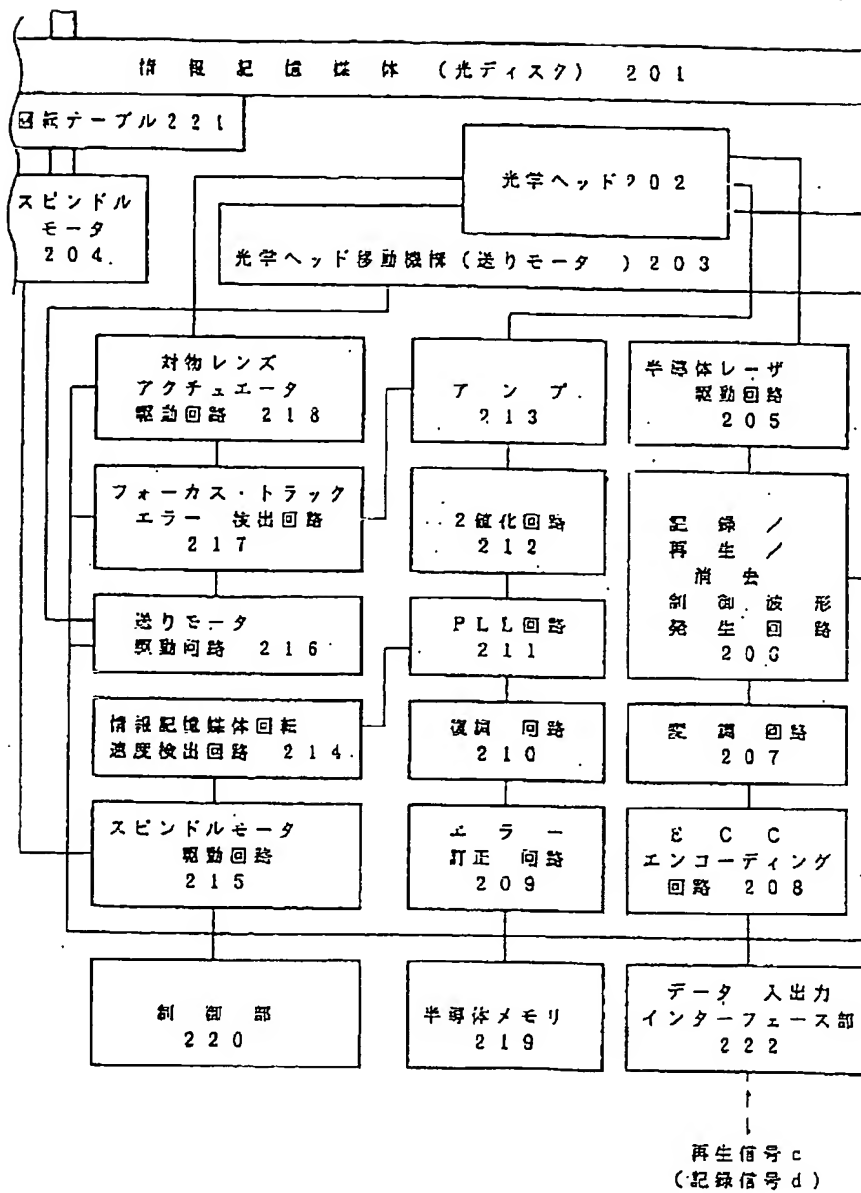 情報記憶媒体(光ディスク) 201
回転テーブル221
スピンドル
モータ
204
光学ヘッド202
光学ヘッド移動機構(送りモータ )203
対物レンズ
アクチュエータ
駆動回路 218
アンプ
213
半導体レーザ
駆動回路
205
フォーカス・トラック
エラー 検出回路
217
2値化回路
212
記録/
再生/
消去
制御 波形
発生回路
206
送りモータ
駆動回路 216
PLL回路
211
情報記憶媒体回転
速度検出回路 214
復調 回路
210
変調 回路
207
スピンドルモータ
駆動回路
215
エラー
訂正 回路
209
ECC
エンコーディング
回路 208
制御部
220
半導体メモリ
219
データ 入出力
インターフェース部
222
再生信号c
(記録信号d)